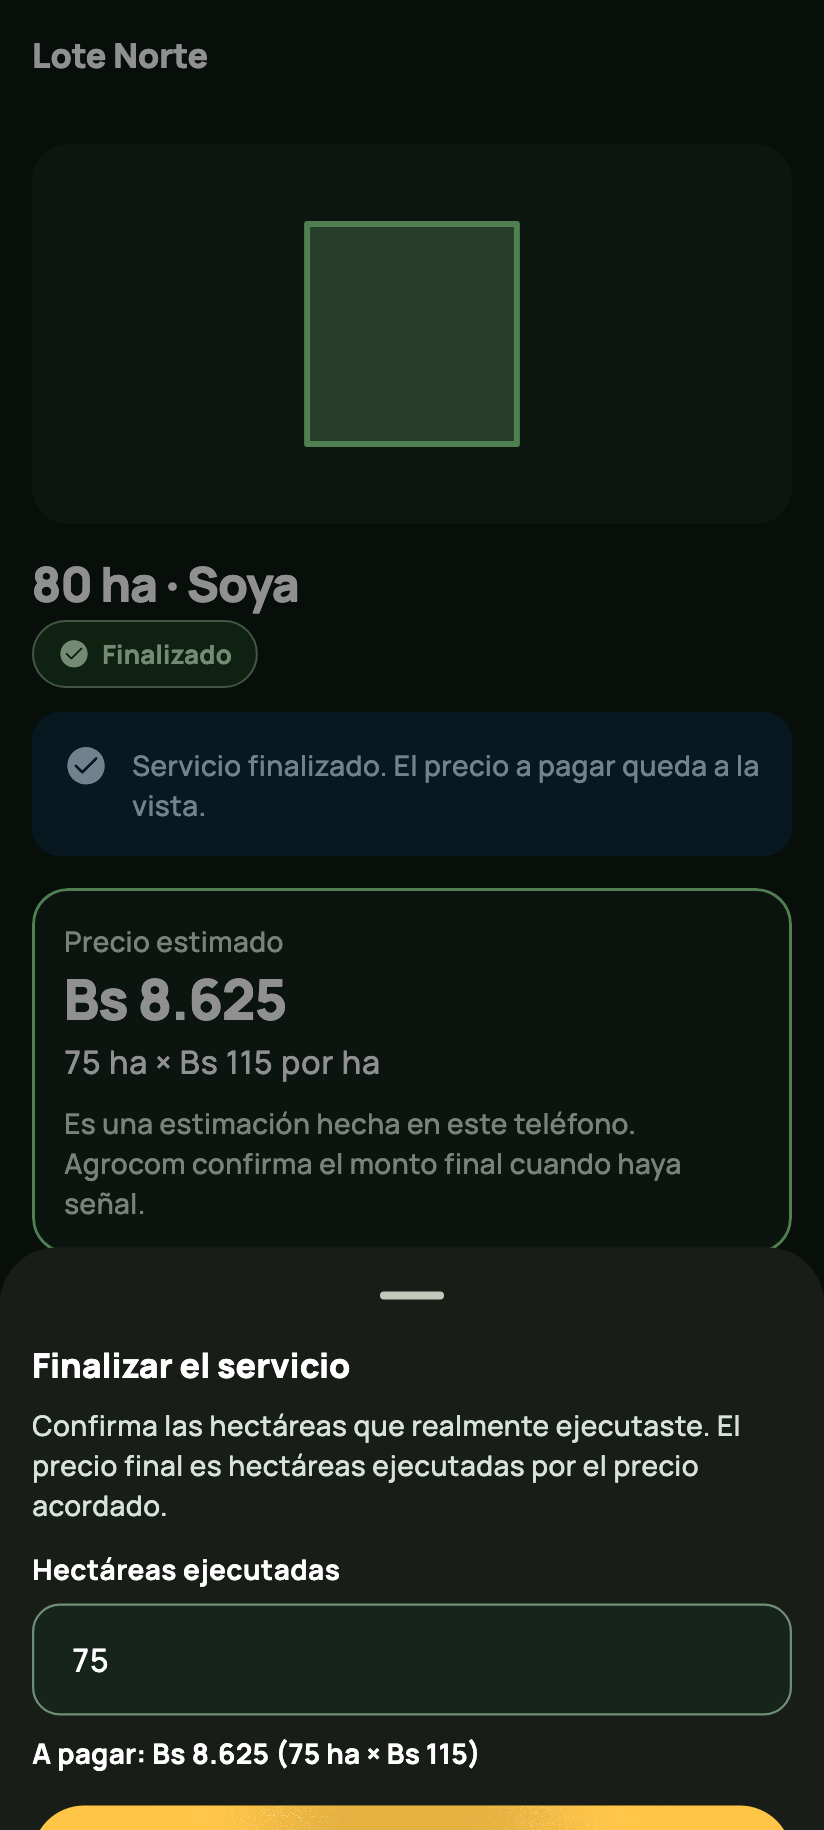 Lote Norte
80 ha · Soya
Finalizado
Servicio finalizado. El precio a pagar queda a la
vista.
Precio estimado
Bs 8.625
75 ha × Bs 115 por ha
Es una estimación hecha en este teléfono.
Agrocom confirma el monto final cuando haya
señal.
Finalizar el servicio
Confirma las hectáreas que realmente ejecutaste. El
precio final es hectáreas ejecutadas por el precio
acordado.
Hectáreas ejecutadas
75
A pagar: Bs 8.625 (75 ha × Bs 115)